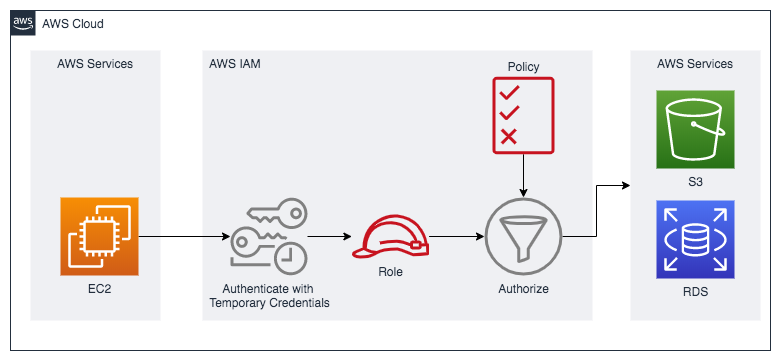 aws
AWS Cloud
AWS Services
EC2
AWS IAM
Authenticate with
Temporary Credentials
Role
Policy
Authorize
AWS Services
S3
RDS